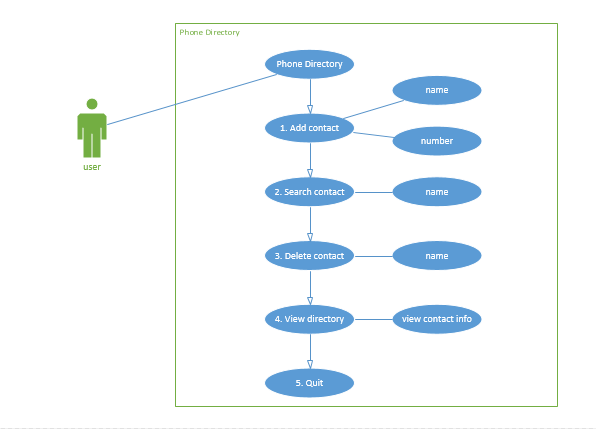 Phone Directory
Phone Directory
name
1. Add contact
number
user
2. Search contact
name
3. Delete contact
name
4. View directory
view contact info
5. Quit